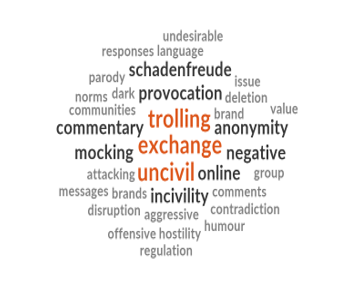 undesirable
responses language
parody schadenfreude issue
norms dark provocation deletion
communities trolling brand value
commentary anonymity
exchange
mocking negative
attacking uncivil online group
messages brands incivility comments
disruption aggressive contradiction
offensive hostility humour
regulation